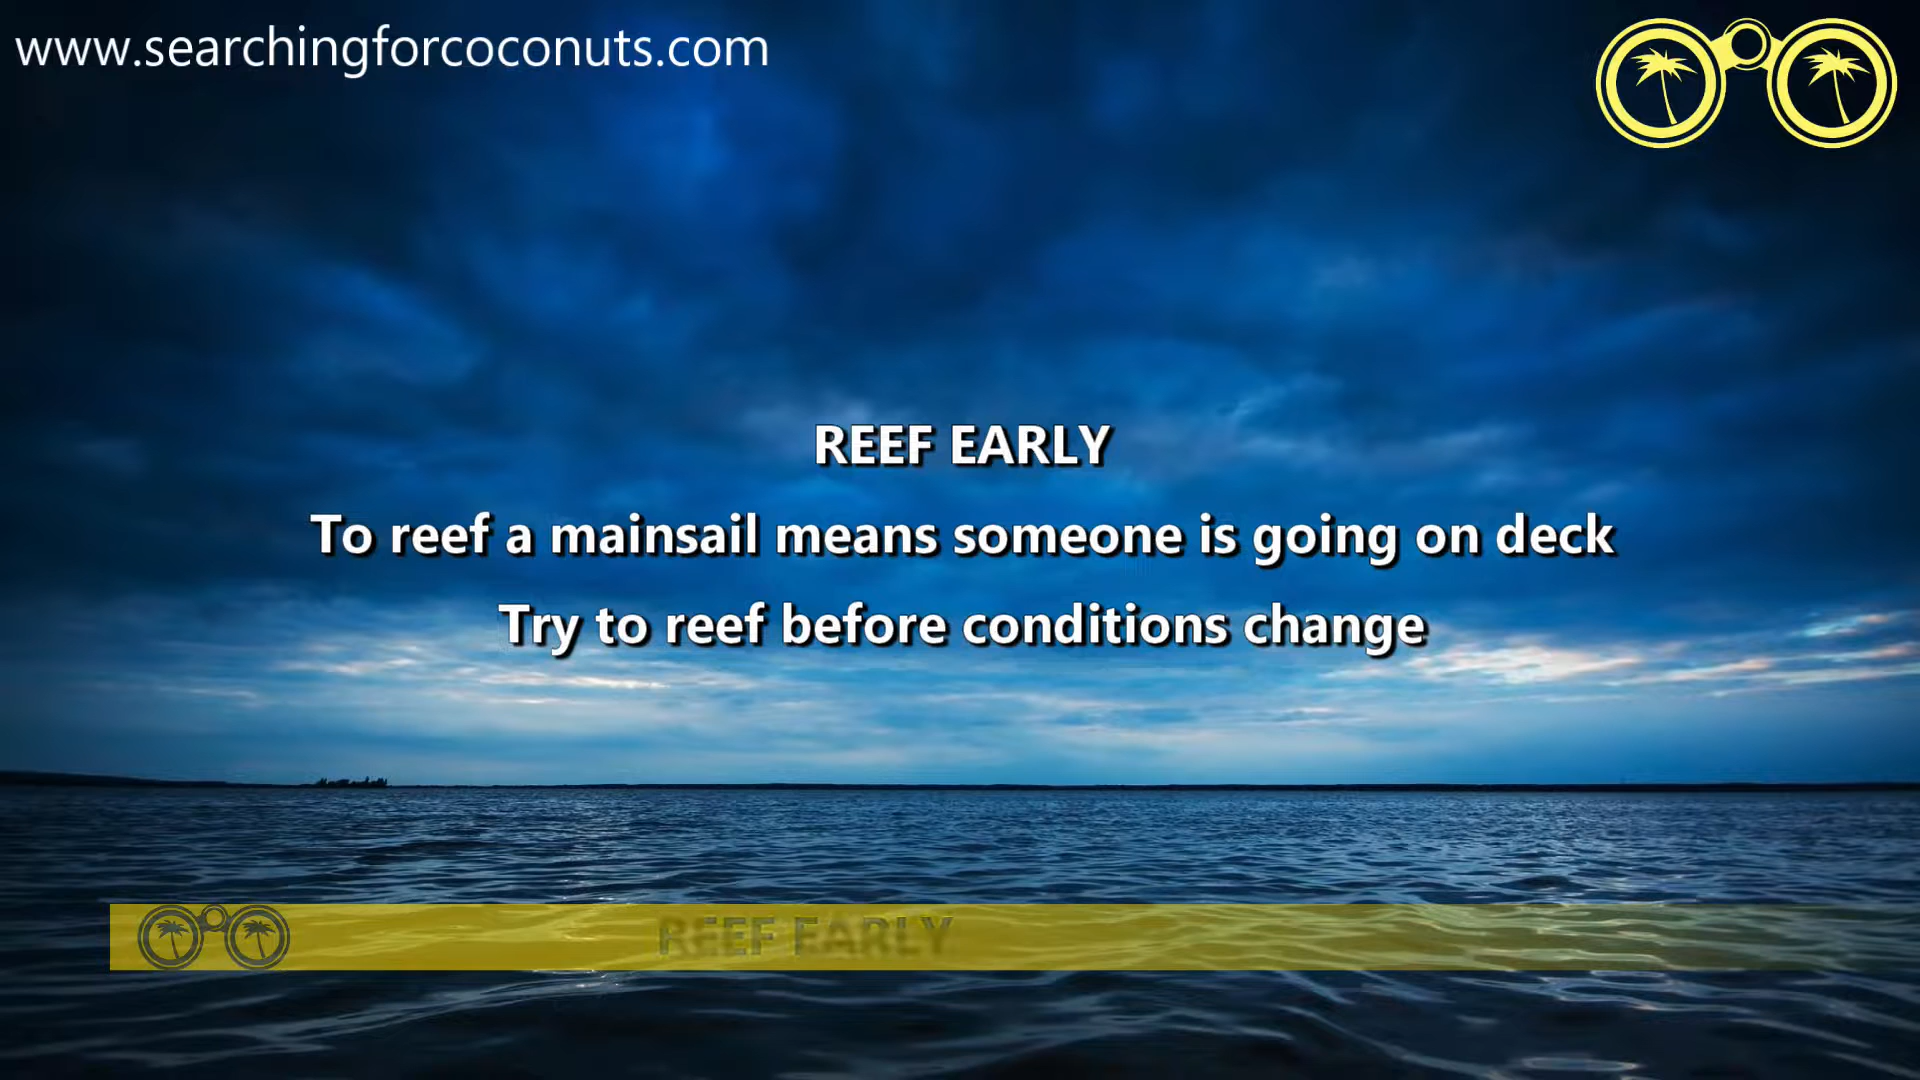 www.searchingforcoconuts.com
REEF EARLY
To reef a mainsail means someone is going on deck
Try to reef before conditions change
REEF EARLY